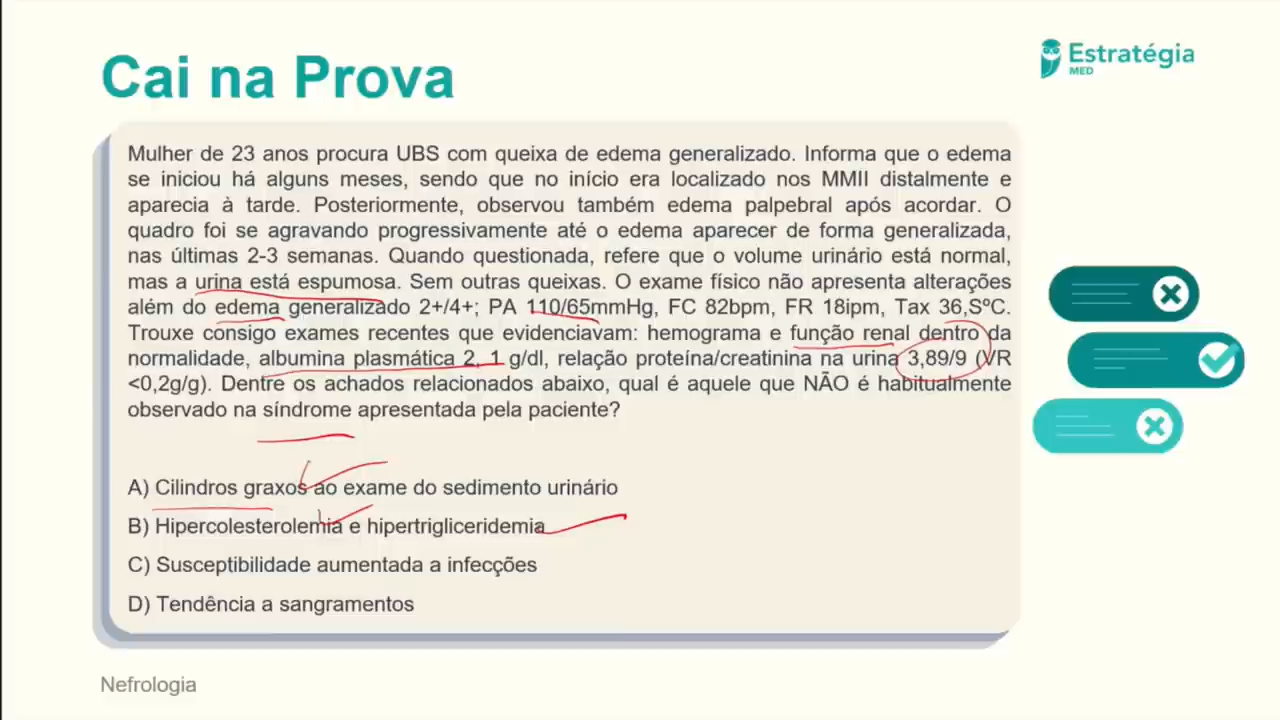 Cai na Prova
Estratégia
MED
Mulher de 23 anos procura UBS com queixa de edema generalizado. Informa que o edema
se iniciou há alguns meses, sendo que no início era localizado nos MMII distalmente e
aparecia à tarde. Posteriormente, observou também edema palpebral após acordar. O
quadro foi se agravando progressivamente até o edema aparecer de forma generalizada,
nas últimas 2-3 semanas. Quando questionada, refere que o volume urinário está normal,
mas a urina está espumosa. Sem outras queixas. O exame físico não apresenta alterações
além do edema generalizado 2+/4+; PA 110/65mmHg, FC 82bpm, FR 18ipm, Tax 36,SºC.
Trouxe consigo exames recentes que evidenciavam: hemograma e função renal dentro da
normalidade, albumina plasmática 2, 1 g/dl, relação proteína/creatinina na urina 3,89/9 (VR
<0,2g/g). Dentre os achados relacionados abaixo, qual é aquele que NÃO é habitualmente
observado na síndrome apresentada pela paciente?
A) Cilindros graxos ao exame do sedimento urinário
B) Hipercolesterolemia e hipertrigliceridemia
C) Susceptibilidade aumentada a infecções
D) Tendência a sangramentos
Nefrologia